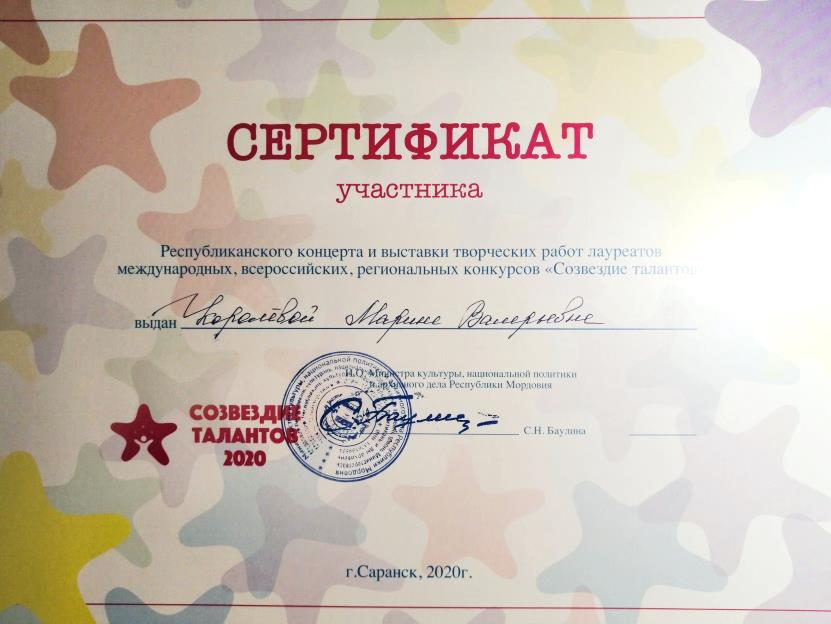 СЕРТИФИКАТ
участника
Республиканского концерта и выставки творческих работ лауреатов
международных, всероссийских, региональных конкурсов «Созвездие талантов
выдан Королёвой Марине Валерьевне
И.О. Министра культуры, национальной политики
и архивного дела Республики Мордовия
С.Н. Баулина
СОЗВЕЗДИЕ
ТАЛАНТОВ
2020
г.Саранск, 2020г.